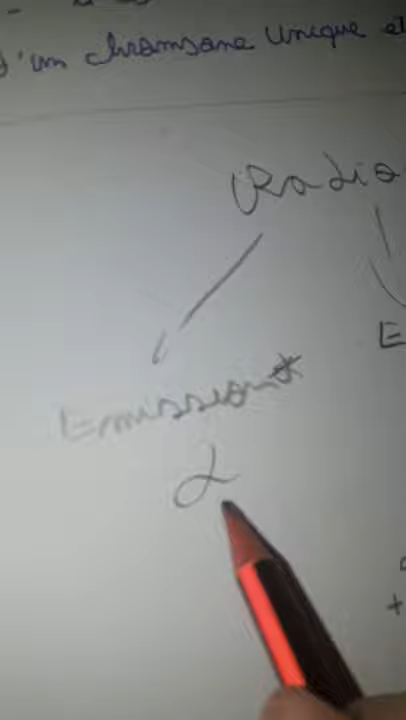 d'un chromosome unique et
Radio
E
Emission
α
+